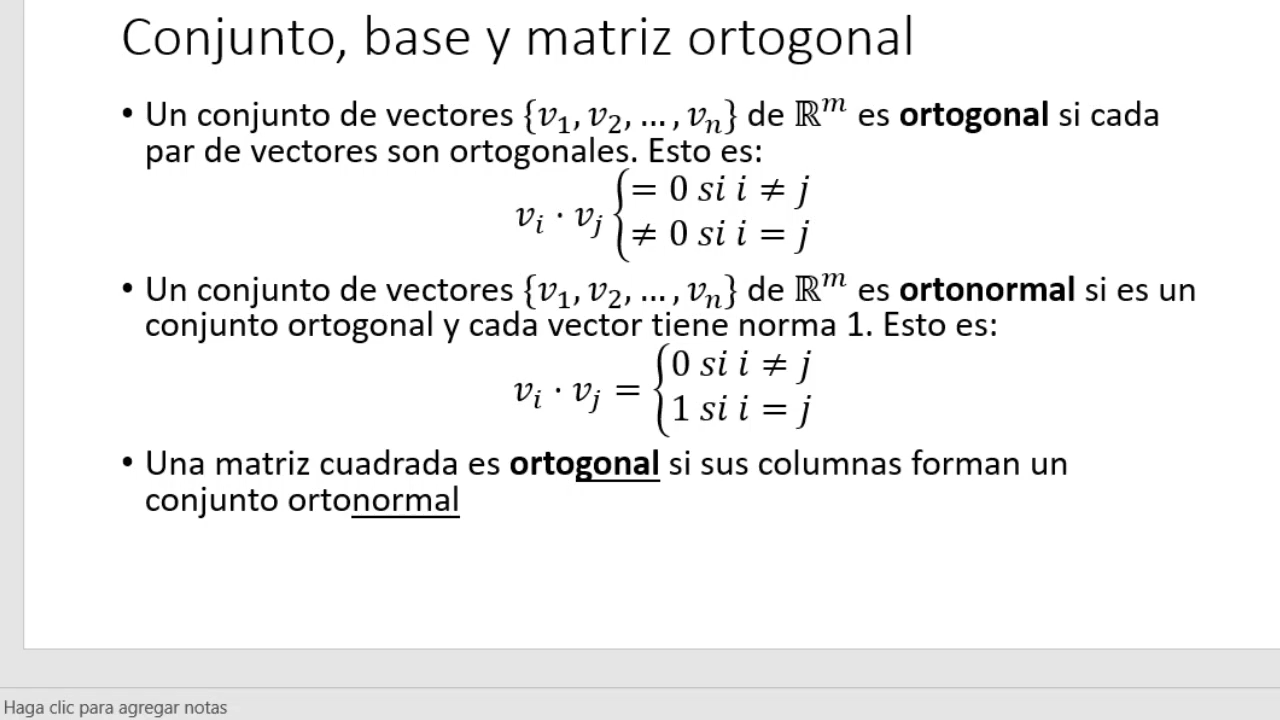 Conjunto, base y matriz ortogonal
• Un conjunto de vectores {v₁, v₂, … , vₙ} de ℝᵐ es ortogonal si cada
par de vectores son ortogonales. Esto es:
vᵢ · vⱼ { = 0 si i ≠ j
≠ 0 si i = j
• Un conjunto de vectores {v₁, v₂, … , vₙ} de ℝᵐ es ortonormal si es un
conjunto ortogonal y cada vector tiene norma 1. Esto es:
vᵢ · vⱼ = { 0 si i ≠ j
1 si i = j
• Una matriz cuadrada es ortogonal si sus columnas forman un
conjunto ortonormal
Haga clic para agregar notas